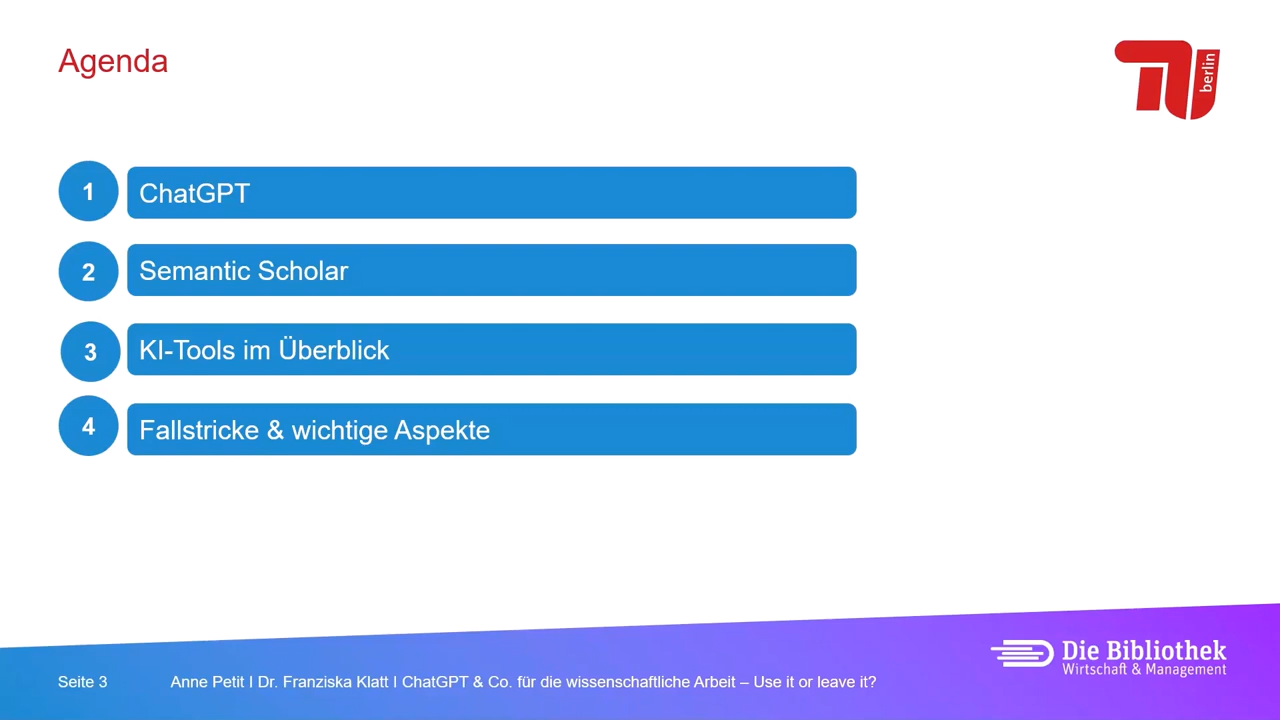 Agenda
berlin
1 ChatGPT
2 Semantic Scholar
3 KI-Tools im Überblick
4 Fallstricke & wichtige Aspekte
Die Bibliothek
Wirtschaft & Management
Seite 3 Anne Petit I Dr. Franziska Klatt I ChatGPT & Co. für die wissenschaftliche Arbeit – Use it or leave it?